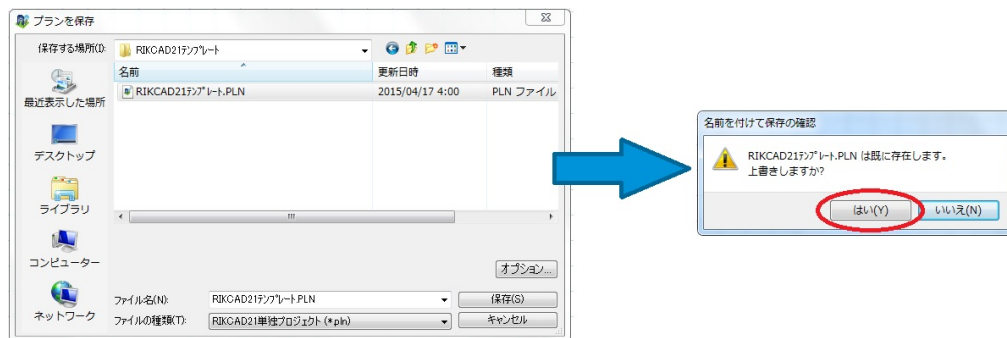 プランを保存
保存する場所(I):
RIKCAD21ﾃﾝﾌﾟﾚｰﾄ
名前
更新日時
種類
RIKCAD21ﾃﾝﾌﾟﾚｰﾄ.PLN
2015/04/17 4:00
PLN ファイル
最近表示した場所
デスクトップ
ライブラリ
コンピューター
ネットワーク
オプション...
ファイル名(N):
RIKCAD21ﾃﾝﾌﾟﾚｰﾄ.PLN
保存(S)
ファイルの種類(T):
RIKCAD21単独プロジェクト (*.pln)
キャンセル
名前を付けて保存の確認
RIKCAD21ﾃﾝﾌﾟﾚｰﾄ.PLN は既に存在します。
上書きしますか?
はい(Y)
いいえ(N)